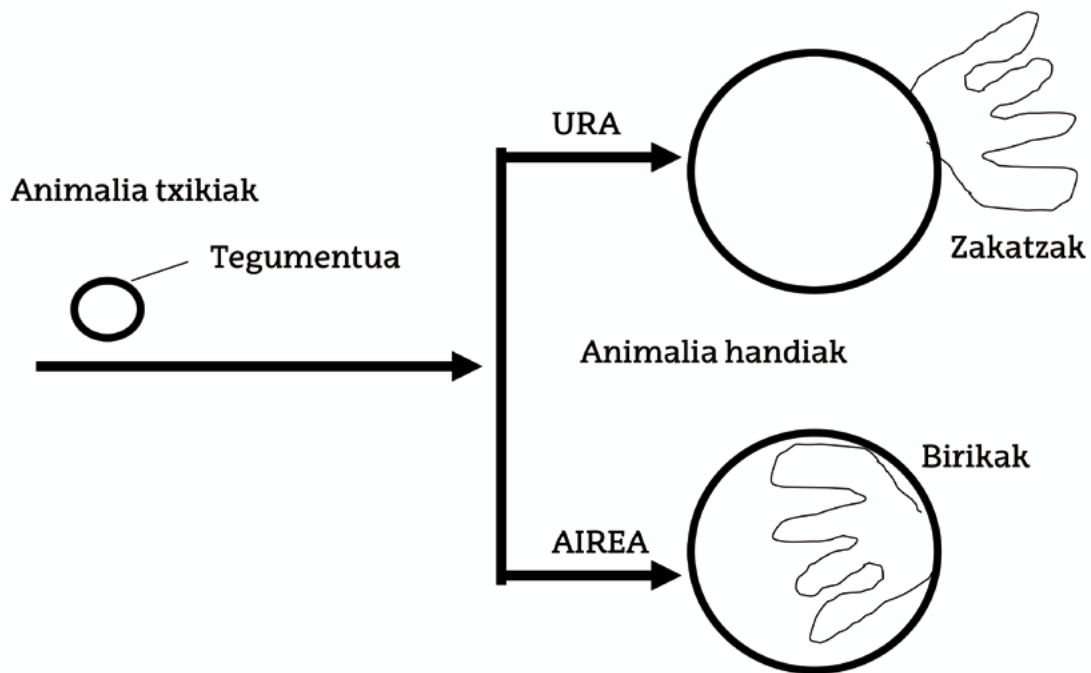 Animalia txikiak
Tegumentua
URA
Zakatzak
Animalia handiak
Birikak
AIREA